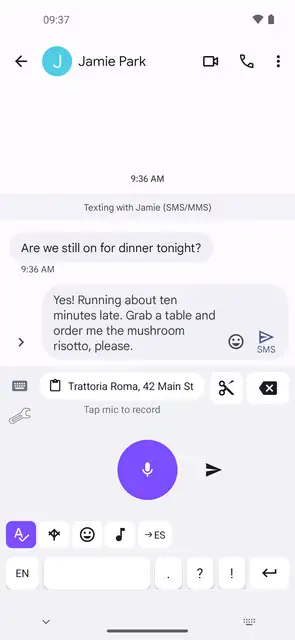 09:37
J
Jamie Park
9:36 AM
Texting with Jamie (SMS/MMS)
Are we still on for dinner tonight?
9:36 AM
Yes! Running about ten
minutes late. Grab a table and
order me the mushroom
risotto, please.
SMS
Trattoria Roma, 42 Main St
Tap mic to record
A
→ES
EN
.
?
!